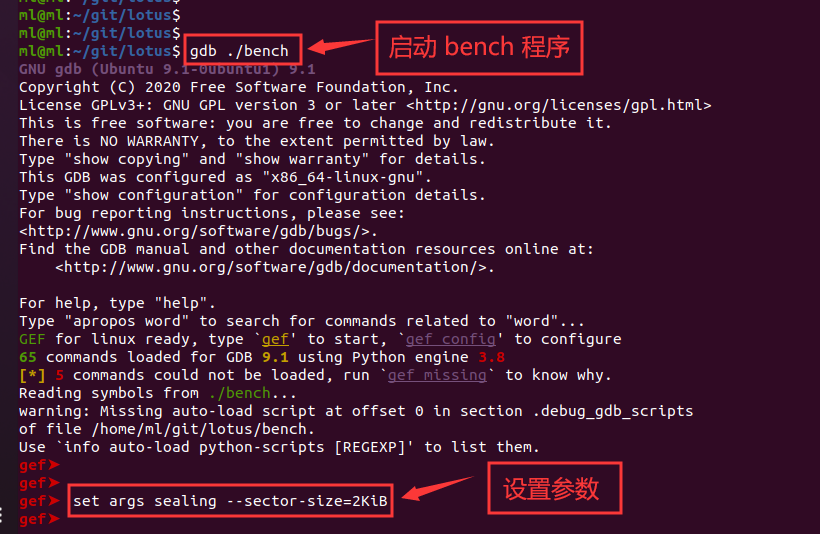 ml@ml:~/git/lotus$
ml@ml:~/git/lotus$
ml@ml:~/git/lotus$ gdb ./bench
启动 bench 程序
GNU gdb (Ubuntu 9.1-0ubuntu1) 9.1
Copyright (C) 2020 Free Software Foundation, Inc.
License GPLv3+: GNU GPL version 3 or later <http://gnu.org/licenses/gpl.html>
This is free software: you are free to change and redistribute it.
There is NO WARRANTY, to the extent permitted by law.
Type "show copying" and "show warranty" for details.
This GDB was configured as "x86_64-linux-gnu".
Type "show configuration" for configuration details.
For bug reporting instructions, please see:
<http://www.gnu.org/software/gdb/bugs/>.
Find the GDB manual and other documentation resources online at:
    <http://www.gnu.org/software/gdb/documentation/>.
For help, type "help".
Type "apropos word" to search for commands related to "word"...
GEF for linux ready, type `gef' to start, `gef config' to configure
65 commands loaded for GDB 9.1 using Python engine 3.8
[*] 5 commands could not be loaded, run `gef missing` to know why.
Reading symbols from ./bench...
warning: Missing auto-load script at offset 0 in section .debug_gdb_scripts
of file /home/ml/git/lotus/bench.
Use `info auto-load python-scripts [REGEXP]' to list them.
gef➤
gef➤
gef➤ set args sealing --sector-size=2KiB
设置参数
gef➤